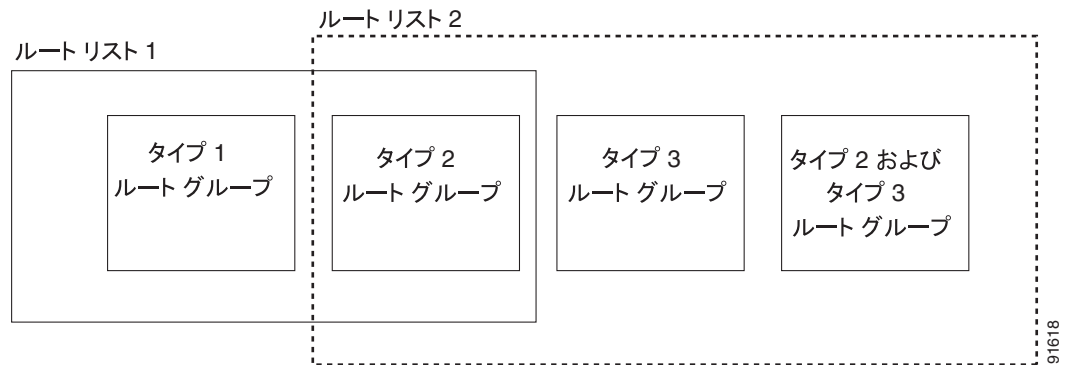 ルート リスト 2
ルート リスト 1
タイプ 1
ルート グループ
タイプ 2
ルート グループ
タイプ 3
ルート グループ
タイプ 2 および
タイプ 3
ルート グループ
91618